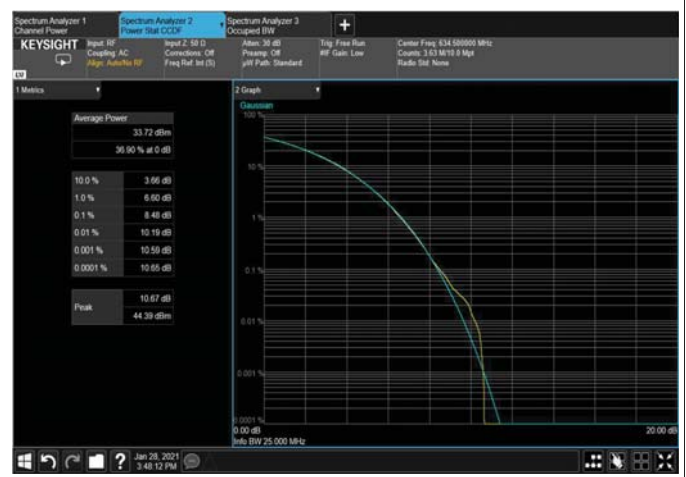 Spectrum Analyzer 1
Channel Power
Spectrum Analyzer 2
Power Stat CCDF
Spectrum Analyzer 3
Occupied BW
+
KEYSIGHT
Input: RF
Coupling: AC
Align: Auto/No RF
Input Z: 50 Ω
Corrections: Off
Freq Ref: Int (S)
Atten: 30 dB
Preamp: Off
µW Path: Standard
Trig: Free Run
#IF Gain: Low
Center Freq: 634.500000 MHz
Counts: 3.63 M/10.0 Mpt
Radio Std: None
1 Metrics
Average Power
33.72 dBm
36.90 % at 0 dB
10.0 % 3.66 dB
1.0 % 6.60 dB
0.1 % 8.48 dB
0.01 % 10.19 dB
0.001 % 10.59 dB
0.0001 % 10.65 dB
Peak
10.67 dB
44.39 dBm
2 Graph
Gaussian
100 %
10 %
1 %
0.1 %
0.01 %
0.001 %
0.0001 %
0.00 dB
20.00 dB
Info BW 25.000 MHz
?
Jan 28, 2021
3:48:12 PM